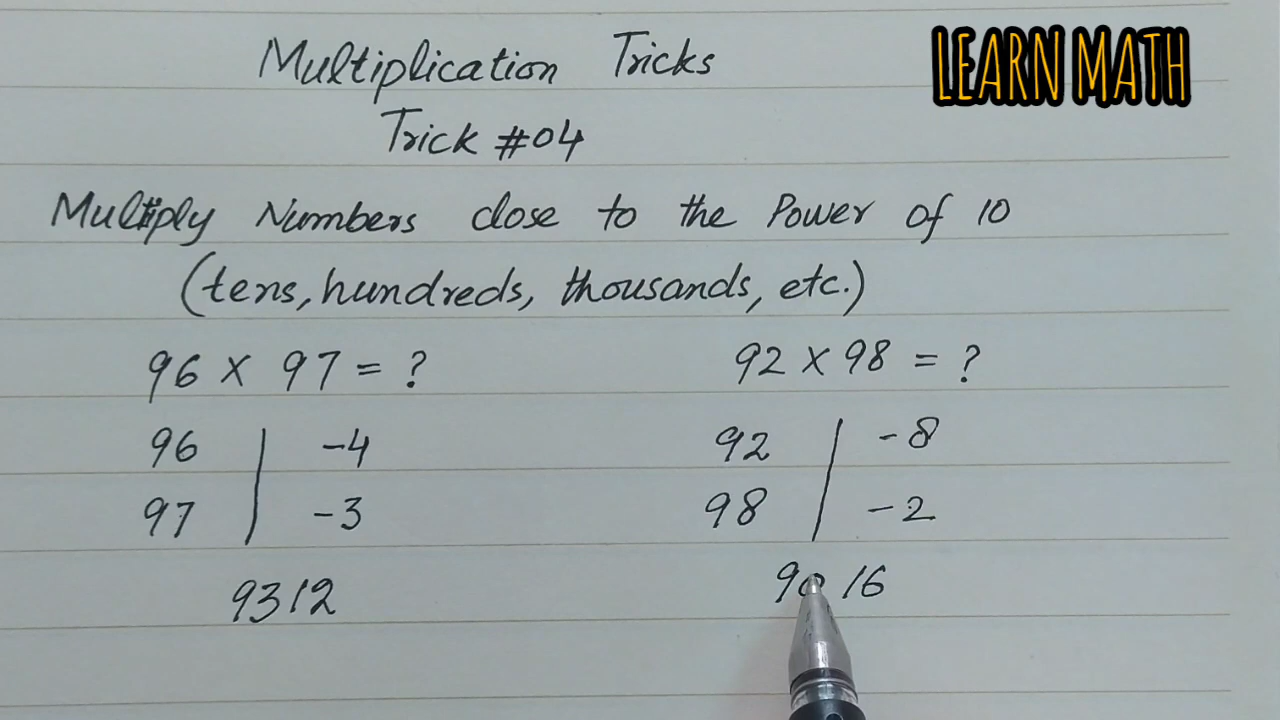 LEARN MATH
Multiplication Tricks
Trick #04
Multiply Numbers close to the Power of 10
(tens, hundreds, thousands, etc.)
96 x 97 = ?
96 | -4
97 | -3
9312
92 x 98 = ?
92 | -8
98 | -2
9016